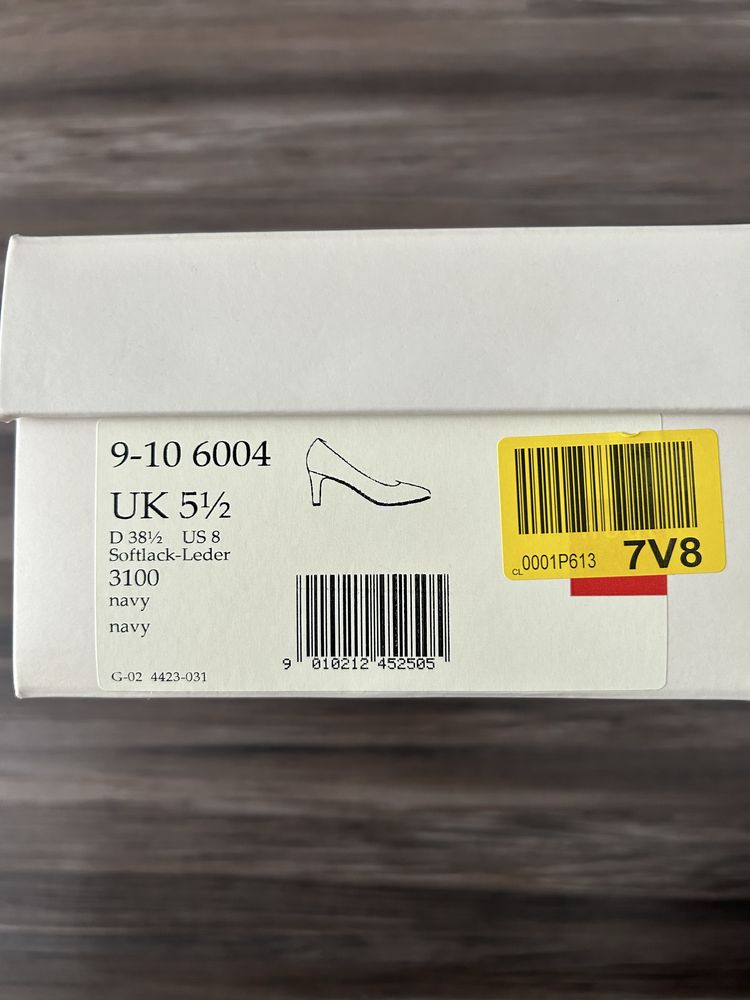 9-10 6004
UK 5½
D 38½ US 8
Softlack-Leder
3100
navy
navy
G-02 4423-031
9 010212 452505
CL0001P613 7V8